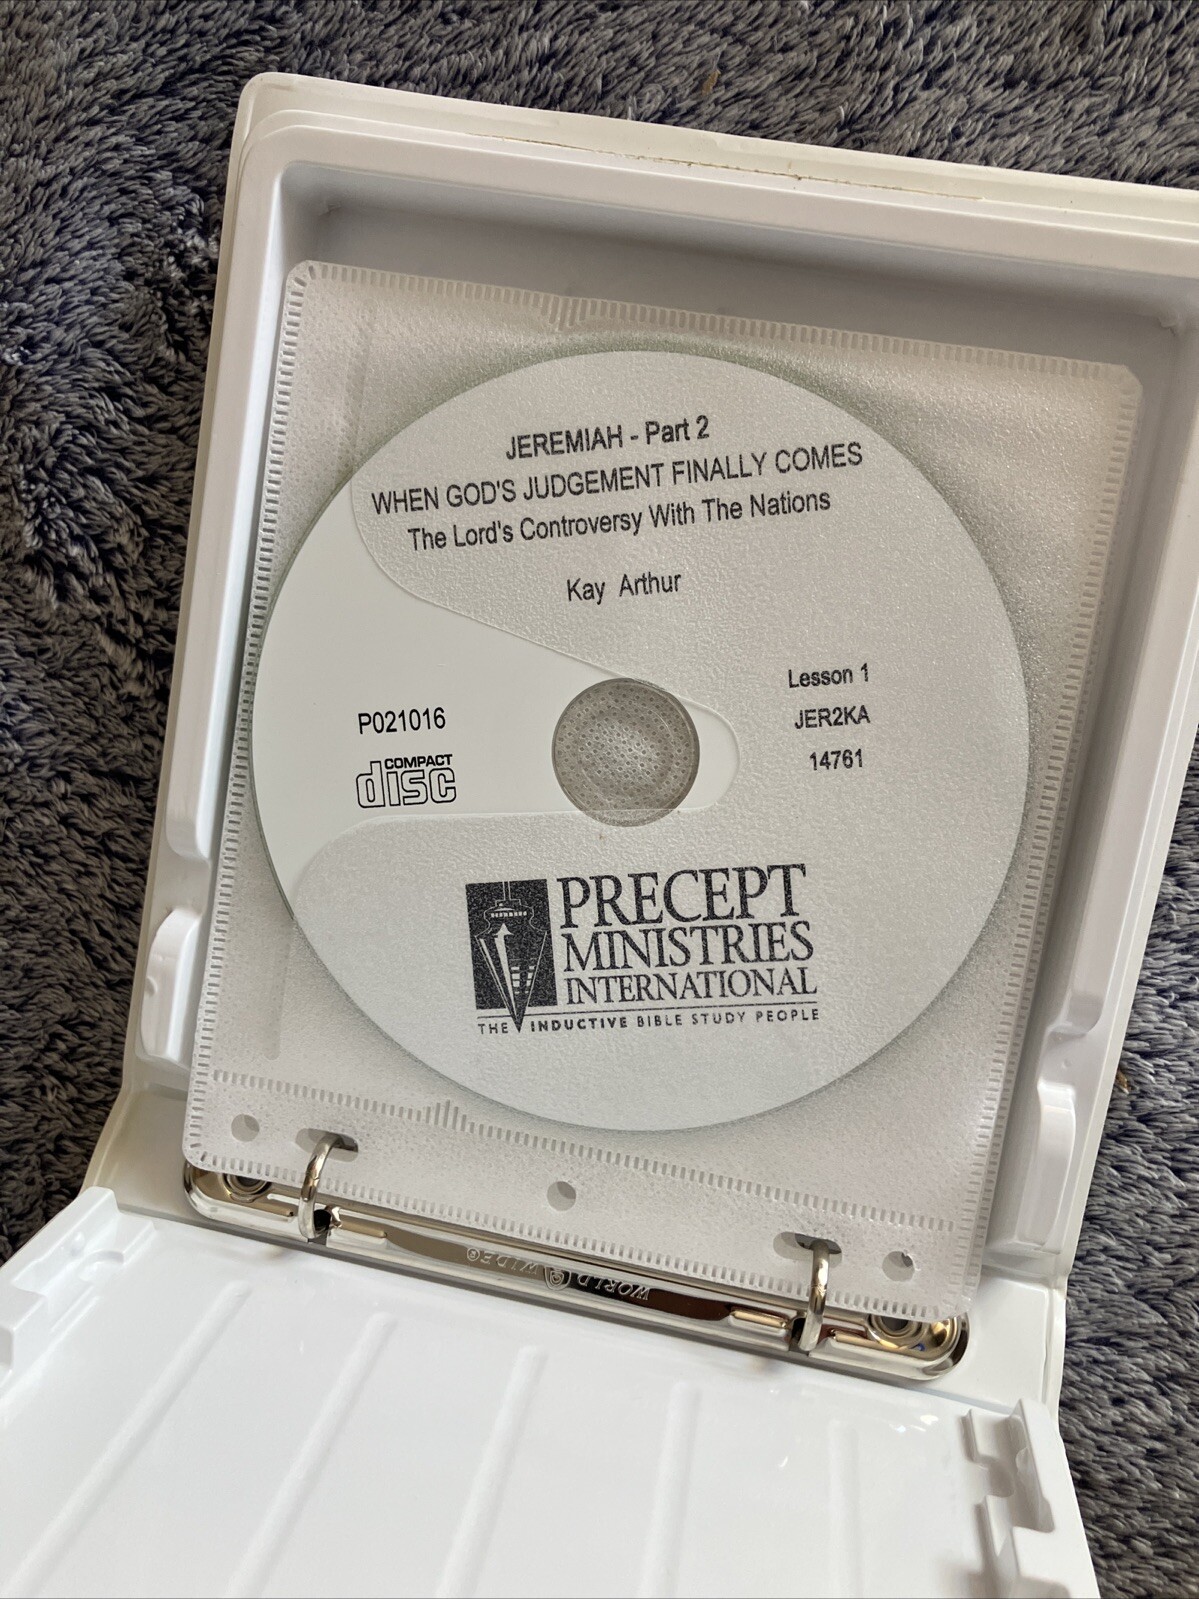 JEREMIAH - Part 2
WHEN GOD'S JUDGEMENT FINALLY COMES
The Lord's Controversy With The Nations
Kay Arthur
Lesson 1
P021016
JER2KA
COMPACT
disc
14761
PRECEPT
MINISTRIES
INTERNATIONAL
THE INDUCTIVE BIBLE STUDY PEOPLE
WORLD WIDE®